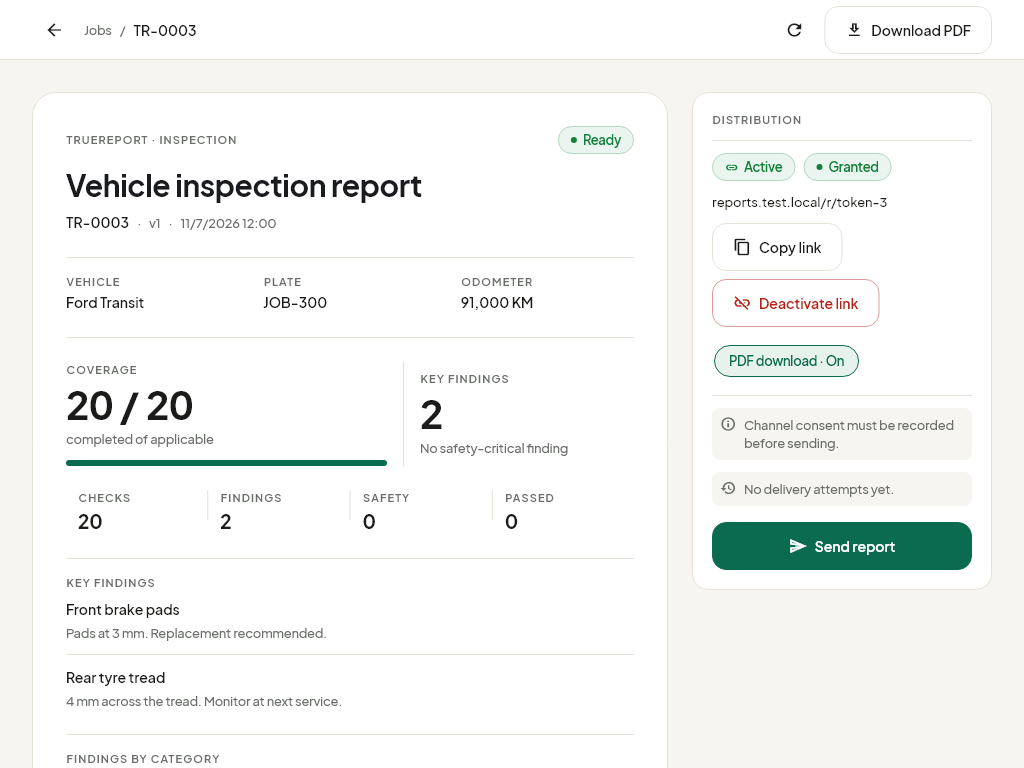 Jobs / TR-0003
Download PDF
TRUEREPORT · INSPECTION
Ready
Vehicle inspection report
TR-0003 · v1 · 11/7/2026 12:00
VEHICLE PLATE ODOMETER
Ford Transit JOB-300 91,000 KM
COVERAGE
20 / 20
completed of applicable
KEY FINDINGS
2
No safety-critical finding
CHECKS FINDINGS SAFETY PASSED
20 2 0 0
KEY FINDINGS
Front brake pads
Pads at 3 mm. Replacement recommended.
Rear tyre tread
4 mm across the tread. Monitor at next service.
FINDINGS BY CATEGORY
DISTRIBUTION
Active Granted
reports.test.local/r/token-3
Copy link
Deactivate link
PDF download · On
Channel consent must be recorded
before sending.
No delivery attempts yet.
Send report